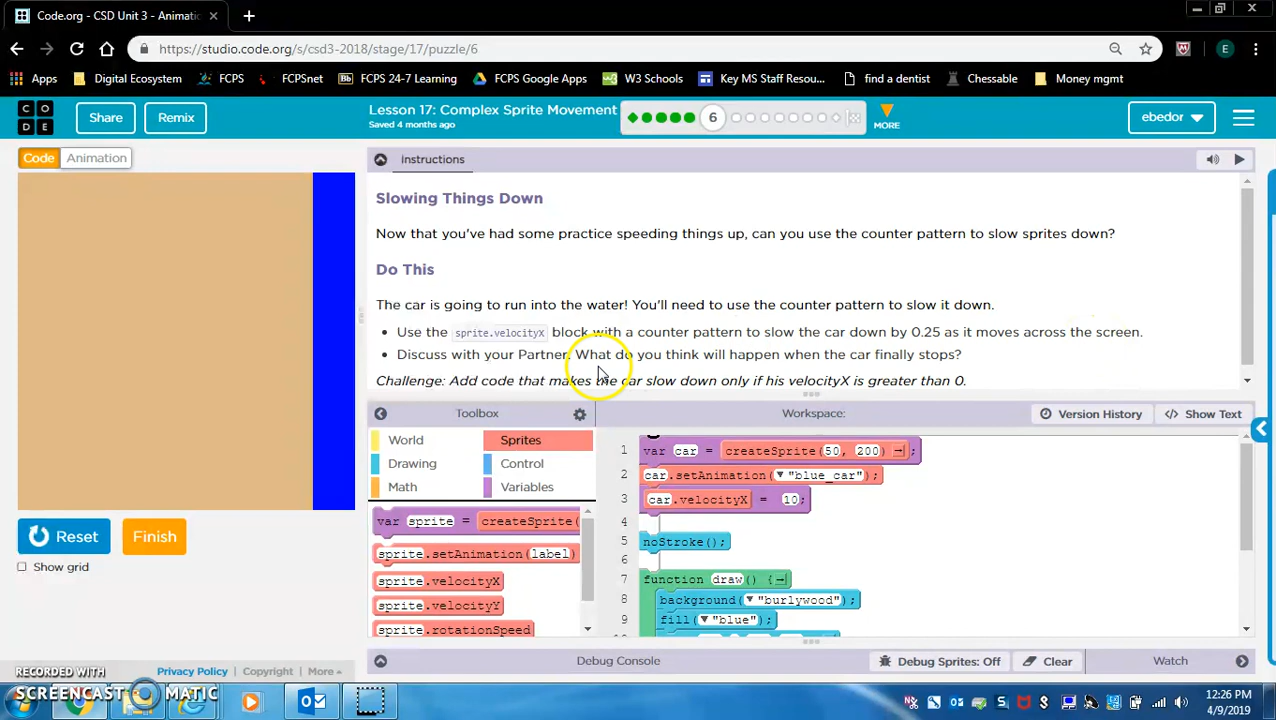 Code.org - CSD Unit 3 - Animatio
https://studio.code.org/s/csd3-2018/stage/17/puzzle/6
E
Apps Digital Ecosystem FCPS FCPSnet Bb FCPS 24-7 Learning FCPS Google Apps W3 Schools Key MS Staff Resou... find a dentist Chessable Money mgmt
C O
D E
Share
Remix
Lesson 17: Complex Sprite Movement
Saved 4 months ago
6
MORE
ebedor
Code Animation
Instructions
Slowing Things Down
Now that you've had some practice speeding things up, can you use the counter pattern to slow sprites down?
Do This
The car is going to run into the water! You'll need to use the counter pattern to slow it down.
• Use the sprite.velocityX block with a counter pattern to slow the car down by 0.25 as it moves across the screen.
• Discuss with your Partner. What do you think will happen when the car finally stops?
Challenge: Add code that makes the car slow down only if his velocityX is greater than 0.
Toolbox
Workspace:
Version History
</> Show Text
World
Sprites
Drawing
Control
Math
Variables
var sprite = createSprite(
sprite.setAnimation(label)
sprite.velocityX
sprite.velocityY
sprite.rotationSpeed
1 var car = createSprite(50, 200);
2 car.setAnimation("blue_car");
3 car.velocityX = 10;
4
5 noStroke();
6
7 function draw() {
8 background("burlywood");
9 fill("blue");
Reset
Finish
Show grid
Debug Console
Debug Sprites: Off
Clear
Watch
Privacy Policy | Copyright | More
RECORDED WITH
SCREENCAST MATIC
12:26 PM
4/9/2019